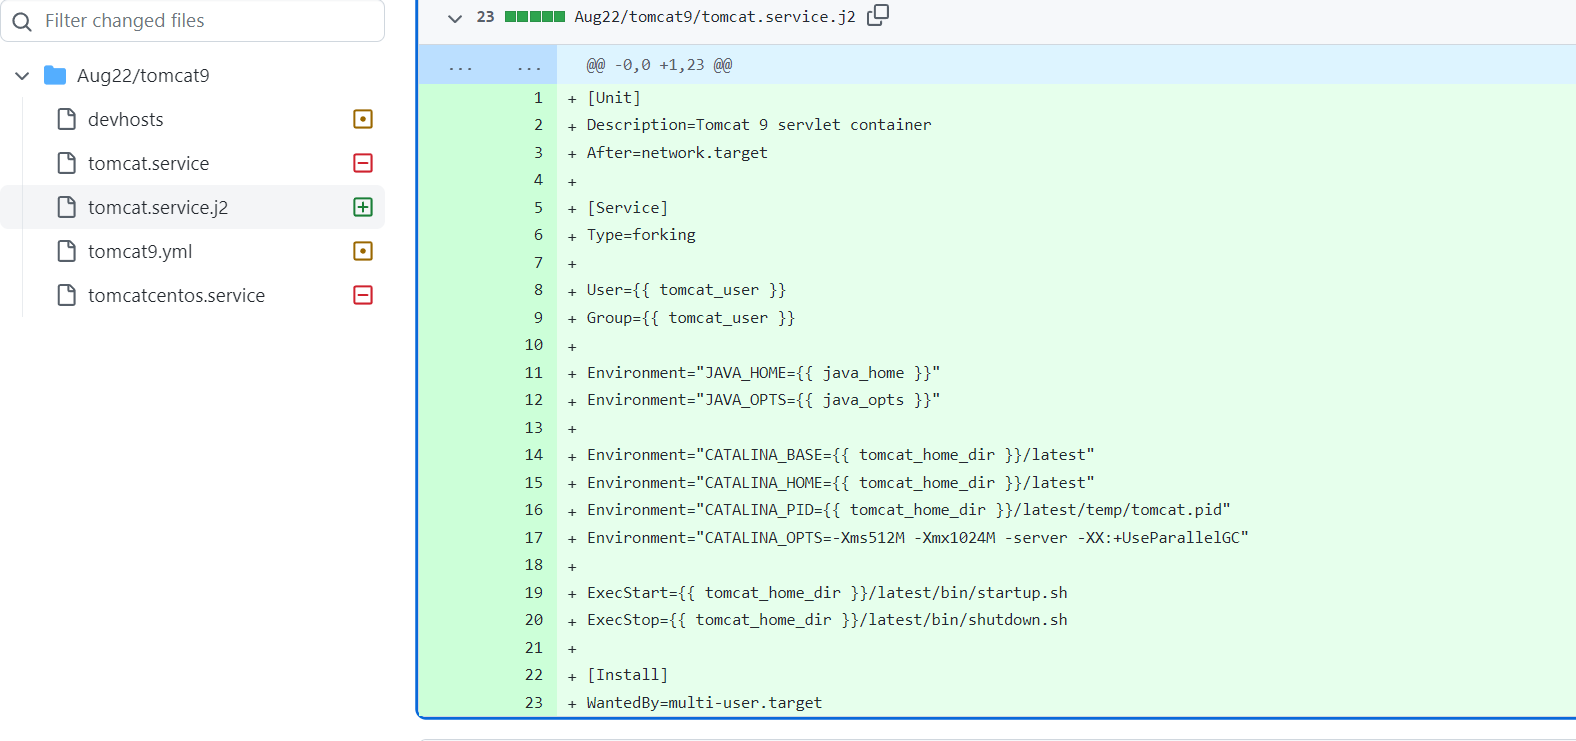 Filter changed files
Aug22/tomcat9
devhosts
tomcat.service
tomcat.service.j2
tomcat9.yml
tomcatcentos.service
23 Aug22/tomcat9/tomcat.service.j2
... ... @@ -0,0 +1,23 @@
1 + [Unit]
2 + Description=Tomcat 9 servlet container
3 + After=network.target
4 +
5 + [Service]
6 + Type=forking
7 +
8 + User={{ tomcat_user }}
9 + Group={{ tomcat_user }}
10 +
11 + Environment="JAVA_HOME={{ java_home }}"
12 + Environment="JAVA_OPTS={{ java_opts }}"
13 +
14 + Environment="CATALINA_BASE={{ tomcat_home_dir }}/latest"
15 + Environment="CATALINA_HOME={{ tomcat_home_dir }}/latest"
16 + Environment="CATALINA_PID={{ tomcat_home_dir }}/latest/temp/tomcat.pid"
17 + Environment="CATALINA_OPTS=-Xms512M -Xmx1024M -server -XX:+UseParallelGC"
18 +
19 + ExecStart={{ tomcat_home_dir }}/latest/bin/startup.sh
20 + ExecStop={{ tomcat_home_dir }}/latest/bin/shutdown.sh
21 +
22 + [Install]
23 + WantedBy=multi-user.target